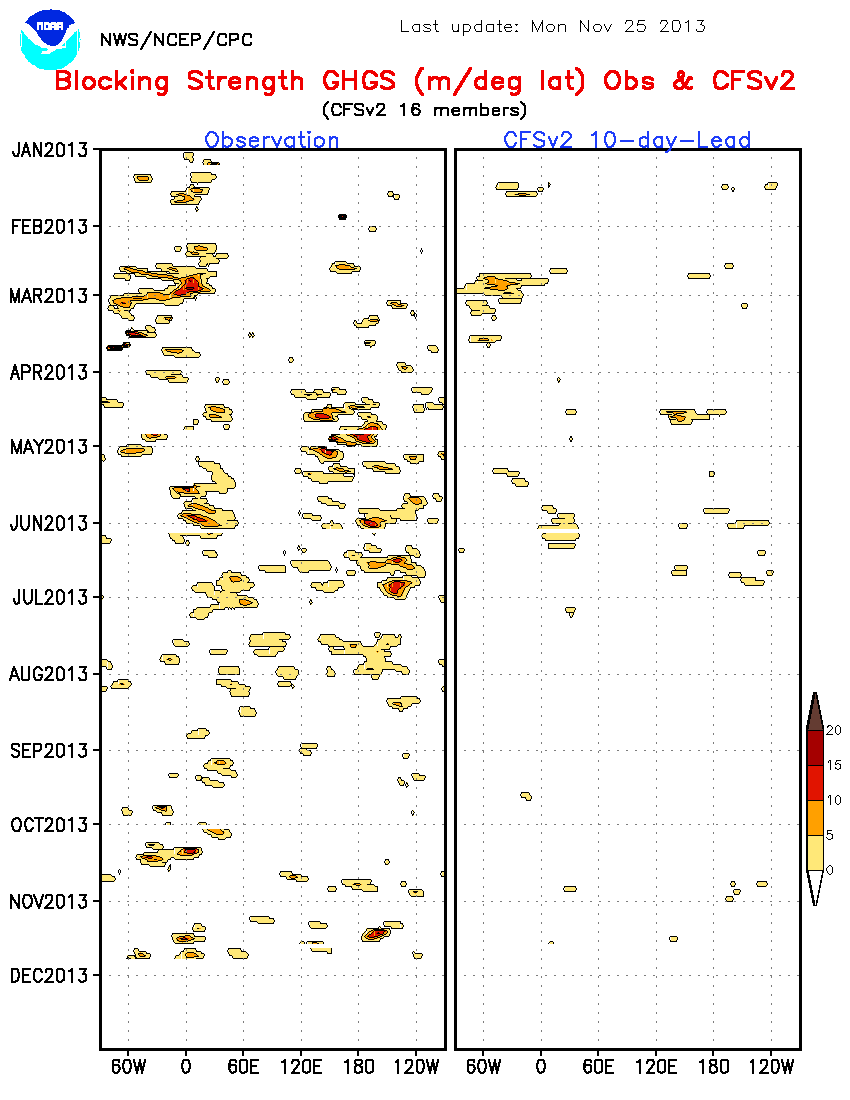 NOAA
Last update: Mon Nov 25 2013
NWS/NCEP/CPC
Blocking Strength GHGS (m/deg lat) Obs & CFSv2
(CFSv2 16 members)
Observation
CFSv2 10-day-Lead
JAN2013
FEB2013
MAR2013
APR2013
MAY2013
JUN2013
JUL2013
AUG2013
SEP2013
OCT2013
NOV2013
DEC2013
20
15
10
5
0
60W 0 60E 120E 180 120W
60W 0 60E 120E 180 120W